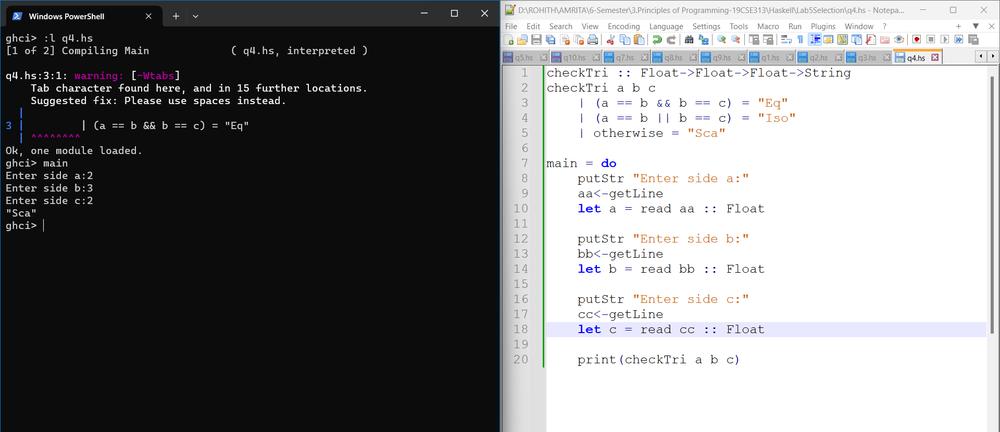 Windows PowerShell
ghci> :l q4.hs
[1 of 2] Compiling Main             ( q4.hs, interpreted )
q4.hs:3:1: warning: [-Wtabs]
    Tab character found here, and in 15 further locations.
    Suggested fix: Please use spaces instead.
  |
3 |         | (a == b && b == c) = "Eq"
  | ^^^^^^^^
Ok, one module loaded.
ghci> main
Enter side a:2
Enter side b:3
Enter side c:2
"Sca"
ghci>
D:\ROHITH\AMRITA\6-Semester\3.Principles of Programming-19CSE313\Haskell\Lab5Selection\q4.hs - Notepa...
File Edit Search View Encoding Language Settings Tools Macro Run Plugins Window ?
q5.hs q10.hs q7.hs q8.hs q9.hs q1.hs q2.hs q3.hs q4.hs
1 checkTri :: Float->Float->Float->String
2 checkTri a b c
3     | (a == b && b == c) = "Eq"
4     | (a == b || b == c) = "Iso"
5     | otherwise = "Sca"
6
7 main = do
8     putStr "Enter side a:"
9     aa<-getLine
10     let a = read aa :: Float
11
12     putStr "Enter side b:"
13     bb<-getLine
14     let b = read bb :: Float
15
16     putStr "Enter side c:"
17     cc<-getLine
18     let c = read cc :: Float
19
20     print(checkTri a b c)